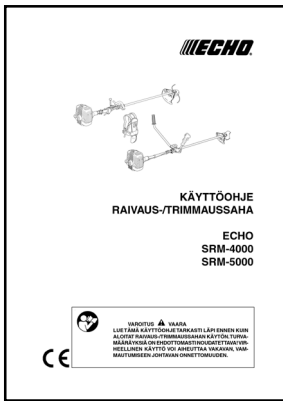 ECHO
KÄYTTÖOHJE
RAIVAUS-/TRIMMAUSSAHA
ECHO
SRM-4000
SRM-5000
VAROITUS VAARA
LUE TÄMÄ KÄYTTÖOHJE TARKASTI LÄPI ENNEN KUIN
ALOITAT RAIVAUS-/TRIMMAUSSAHAN KÄYTÖN. TURVA-
MÄÄRÄYKSIÄ ON EHDOTTOMASTI NOUDATETTAVA! VIR-
HEELLINEN KÄYTTÖ VOI AIHEUTTAA VAKAVAN, VAM-
MAUTUMISEEN JOHTAVAN ONNETTOMUUDEN.
CE